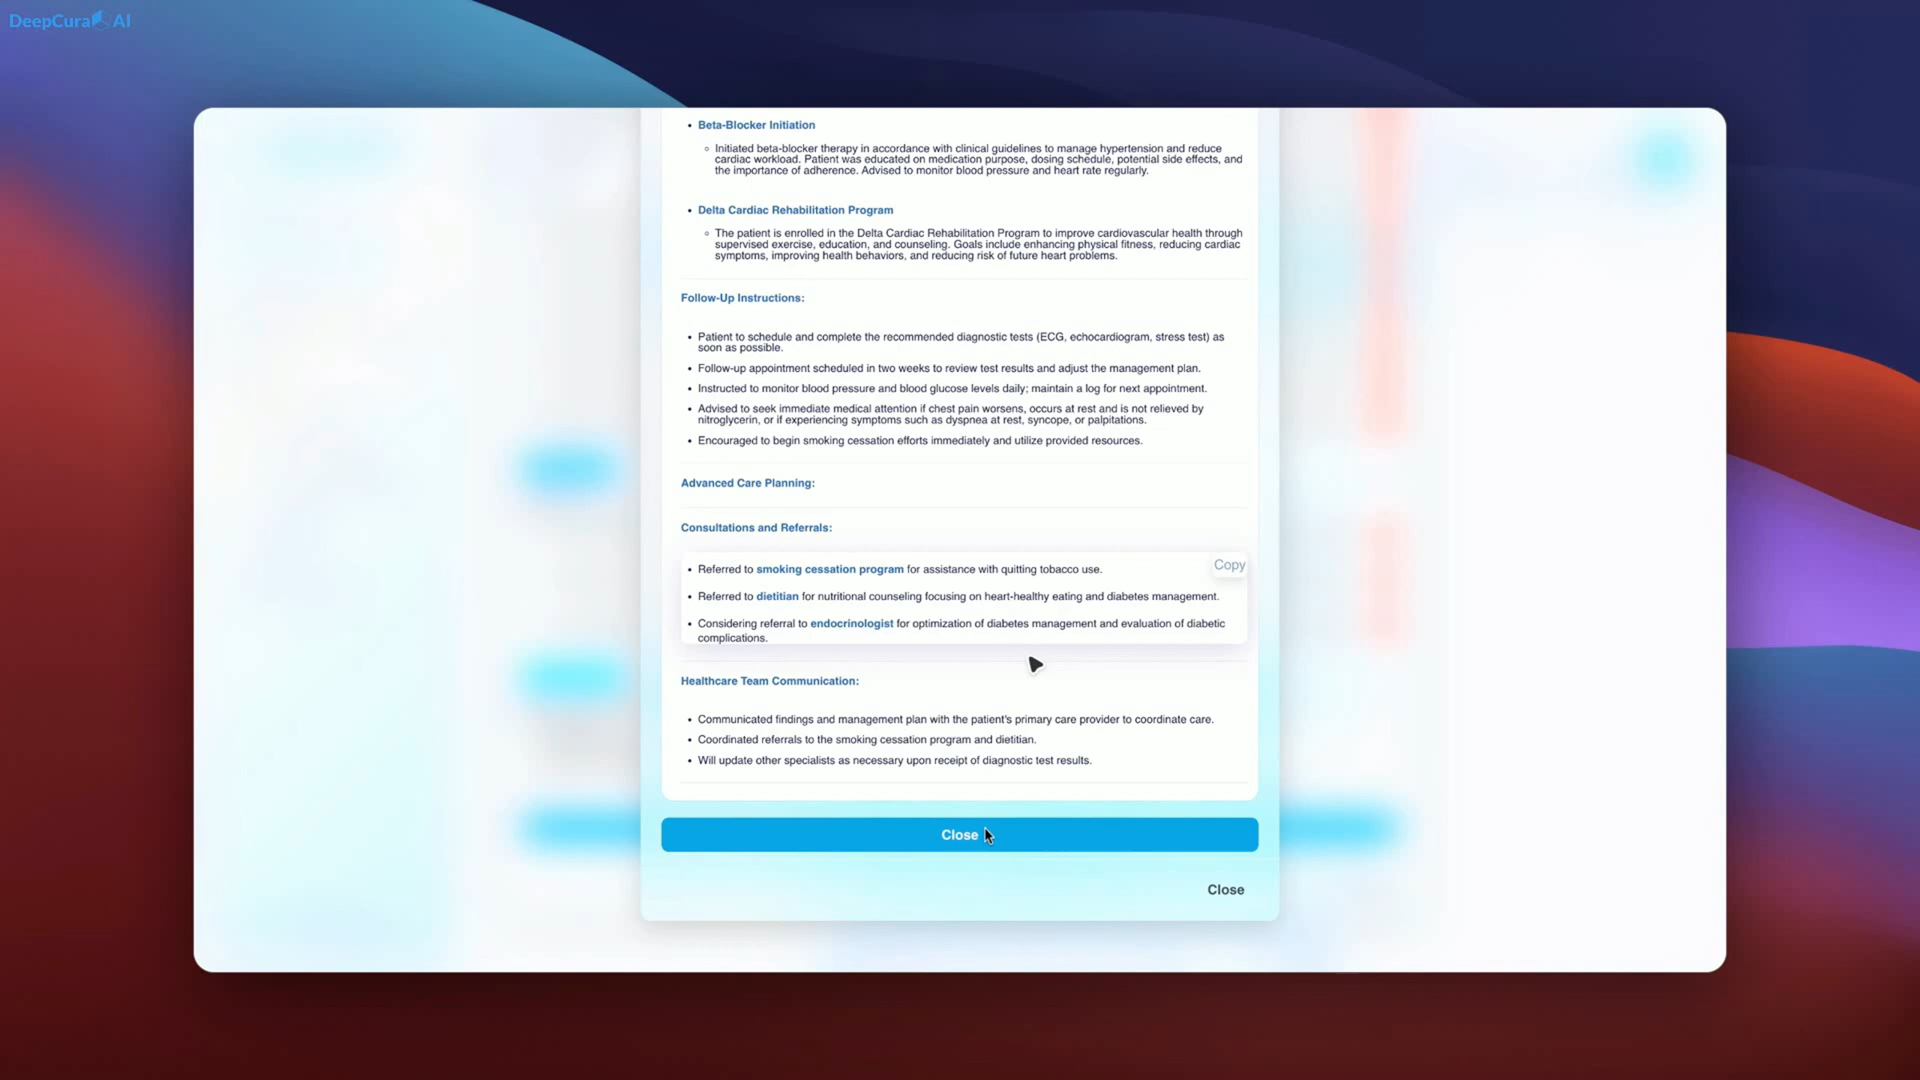 DeepCura AI
• Beta-Blocker Initiation
◦ Initiated beta-blocker therapy in accordance with clinical guidelines to manage hypertension and reduce
cardiac workload. Patient was educated on medication purpose, dosing schedule, potential side effects, and
the importance of adherence. Advised to monitor blood pressure and heart rate regularly.
• Delta Cardiac Rehabilitation Program
◦ The patient is enrolled in the Delta Cardiac Rehabilitation Program to improve cardiovascular health through
supervised exercise, education, and counseling. Goals include enhancing physical fitness, reducing cardiac
symptoms, improving health behaviors, and reducing risk of future heart problems.
Follow-Up Instructions:
• Patient to schedule and complete the recommended diagnostic tests (ECG, echocardiogram, stress test) as
soon as possible.
• Follow-up appointment scheduled in two weeks to review test results and adjust the management plan.
• Instructed to monitor blood pressure and blood glucose levels daily; maintain a log for next appointment.
• Advised to seek immediate medical attention if chest pain worsens, occurs at rest and is not relieved by
nitroglycerin, or if experiencing symptoms such as dyspnea at rest, syncope, or palpitations.
• Encouraged to begin smoking cessation efforts immediately and utilize provided resources.
Advanced Care Planning:
Consultations and Referrals:
Copy
• Referred to smoking cessation program for assistance with quitting tobacco use.
• Referred to dietitian for nutritional counseling focusing on heart-healthy eating and diabetes management.
• Considering referral to endocrinologist for optimization of diabetes management and evaluation of diabetic
complications.
Healthcare Team Communication:
• Communicated findings and management plan with the patient's primary care provider to coordinate care.
• Coordinated referrals to the smoking cessation program and dietitian.
• Will update other specialists as necessary upon receipt of diagnostic test results.
Close
Close